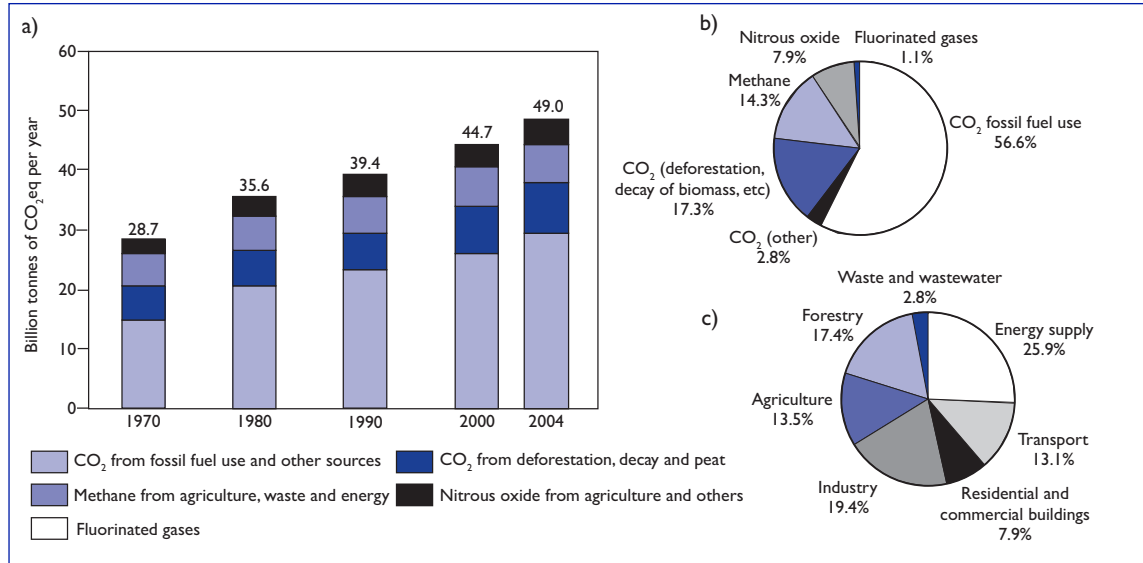 a)
60
50
40
30
20
10
0
Billion tonnes of CO₂eq per year
28.7
35.6
39.4
44.7
49.0
1970
1980
1990
2000
2004
CO₂ from fossil fuel use and other sources
CO₂ from deforestation, decay and peat
Methane from agriculture, waste and energy
Nitrous oxide from agriculture and others
Fluorinated gases
b)
Nitrous oxide
7.9%
Fluorinated gases
1.1%
Methane
14.3%
CO₂ fossil fuel use
56.6%
CO₂ (deforestation,
decay of biomass, etc)
17.3%
CO₂ (other)
2.8%
c)
Waste and wastewater
2.8%
Forestry
17.4%
Energy supply
25.9%
Agriculture
13.5%
Transport
13.1%
Industry
19.4%
Residential and
commercial buildings
7.9%